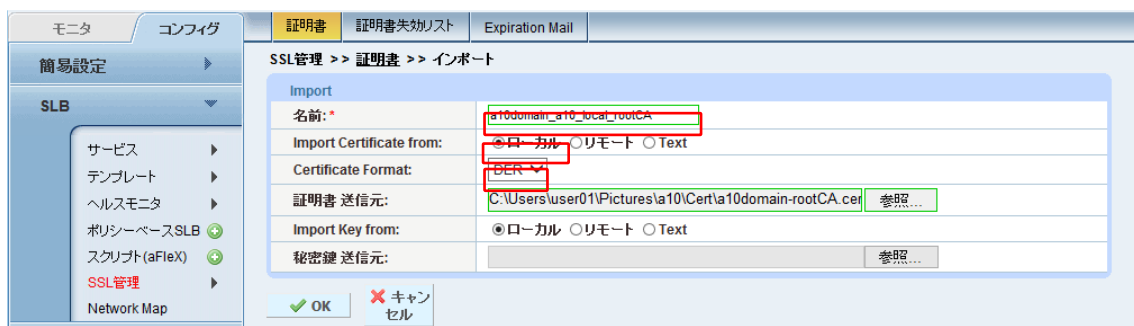 モニタ
コンフィグ
証明書
証明書失効リスト
Expiration Mail
簡易設定
SLB
サービス
テンプレート
ヘルスモニタ
ポリシーベースSLB
スクリプト(aFleX)
SSL管理
Network Map
SSL管理 >> 証明書 >> インポート
Import
名前:* a10domain_a10_local_rootCA
Import Certificate from: ローカル リモート Text
Certificate Format: DER
証明書 送信元: C:\Users\user01\Pictures\a10\Cert\a10domain-rootCA.cer 参照...
Import Key from: ローカル リモート Text
秘密鍵 送信元: 参照...
OK
キャン
セル